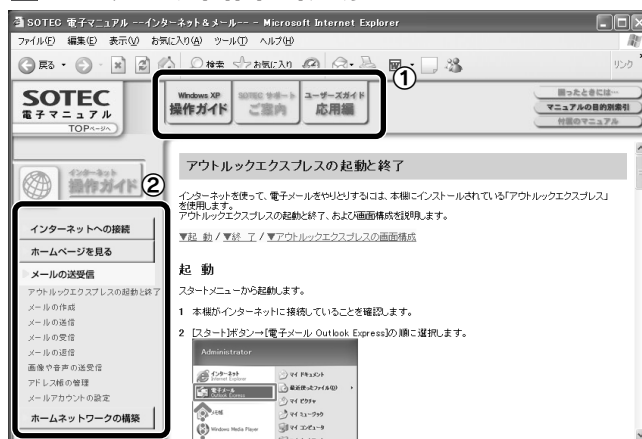 SOTEC 電子マニュアル --インターネット&メール-- - Microsoft Internet Explorer
ファイル(F) 編集(E) 表示(V) お気に入り(A) ツール(T) ヘルプ(H)
戻る 検索 お気に入り リンク
①
SOTEC
電子マニュアル
TOPページへ
Windows XP
操作ガイド
SOTEC サポート
ご案内
ユーザーズガイド
応用編
困ったときには…
マニュアルの目的別索引
付属のマニュアル
インターネット
操作ガイド
②
インターネットへの接続
ホームページを見る
メールの送受信
アウトルックエクスプレスの起動と終了
メールの作成
メールの送信
メールの受信
メールの返信
画像や音声の送受信
アドレス帳の管理
メールアカウントの設定
ホームネットワークの構築
アウトルックエクスプレスの起動と終了
インターネットを使って、電子メールをやりとりするには、本機にインストールされている「アウトルックエクスプレス」
を使用します。
アウトルックエクスプレスの起動と終了、および画面構成を説明します。
▼起 動 / ▼終 了 / ▼アウトルックエクスプレスの画面構成
起 動
スタートメニューから起動します。
1 本機がインターネットに接続していることを確認します。
2 [スタート]ボタン→[電子メール Outlook Express]の順に選択します。
Administrator
インターネット
Internet Explorer
電子メール
Outlook Express
メモ帳
Windows Media Player
マイ ドキュメント
最近使ったファイル(D)
マイ ピクチャ
マイ ミュージック
マイ コンピュータ